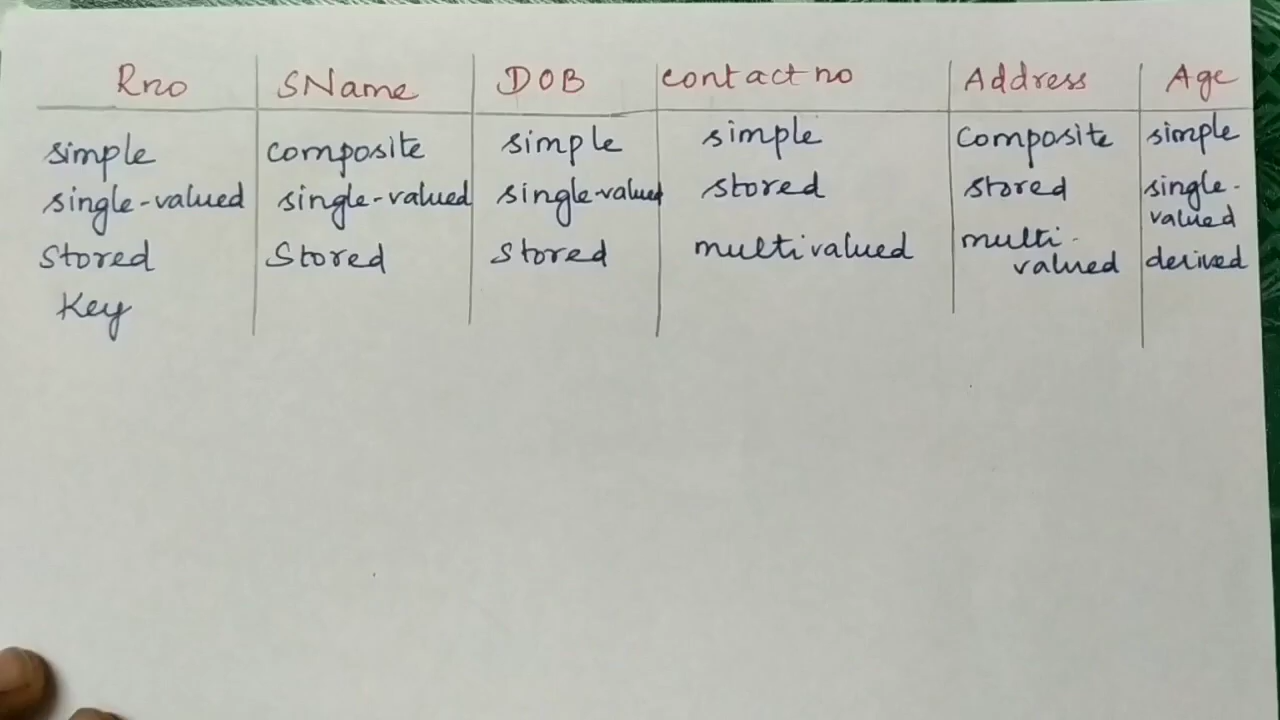 Rno SName DOB contact no Address Age
simple composite simple simple composite simple
single-valued single-valued single-valued stored stored single-
valued
Stored Stored Stored multivalued multi- derived
valued
Key